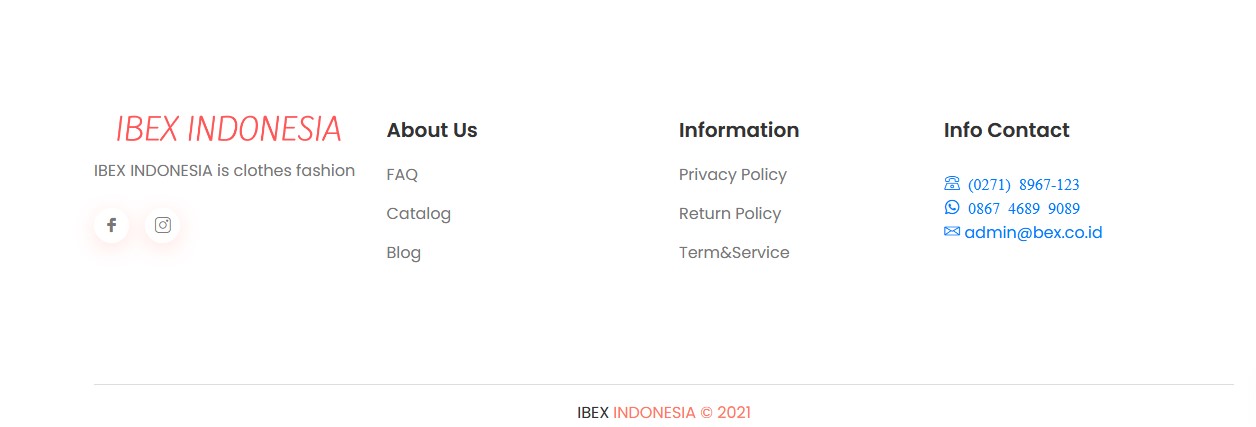 IBEX INDONESIA
IBEX INDONESIA is clothes fashion
About Us
FAQ
Catalog
Blog
Information
Privacy Policy
Return Policy
Term&Service
Info Contact
(0271) 8967-123
0867 4689 9089
admin@bex.co.id
IBEX INDONESIA © 2021